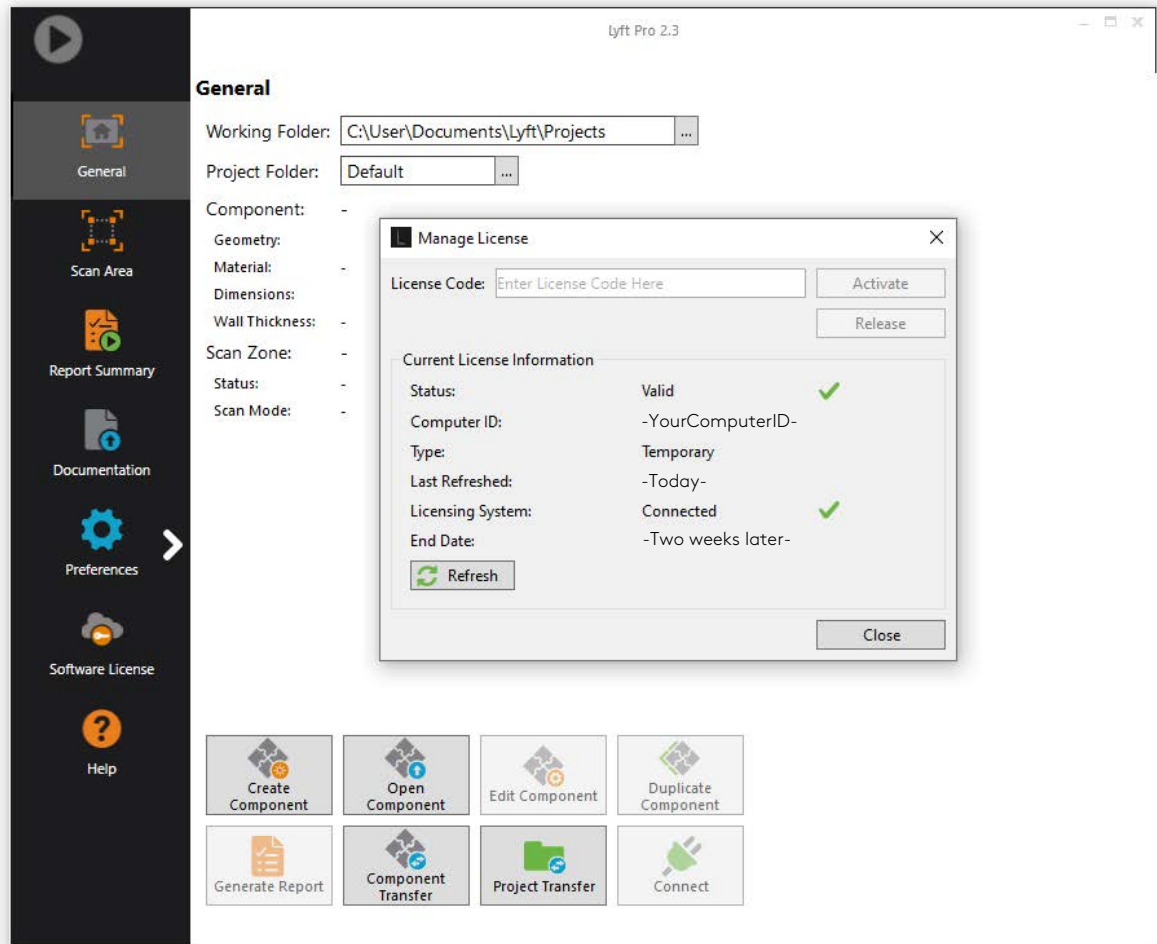 Lyft Pro 2.3
General
Scan Area
Report Summary
Documentation
Preferences
Software License
Help
General
Working Folder: C:\User\Documents\Lyft\Projects ...
Project Folder: Default ...
Component: -
Geometry:
Material: -
Dimensions:
Wall Thickness: -
Scan Zone: -
Status: -
Scan Mode: -
L Manage License
License Code: Enter License Code Here Activate
Release
Current License Information
Status: Valid
Computer ID: -YourComputerID-
Type: Temporary
Last Refreshed: -Today-
Licensing System: Connected
End Date: -Two weeks later-
Refresh
Close
Create
Component
Open
Component
Edit Component
Duplicate
Component
Generate Report
Component
Transfer
Project Transfer
Connect